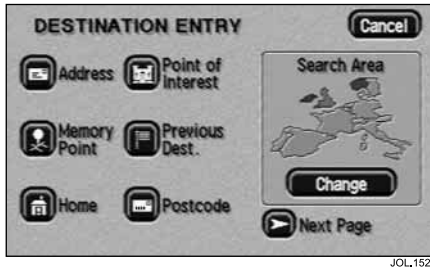 DESTINATION ENTRY
Cancel
Address
Point of
Interest
Search Area
Memory
Point
Previous
Dest.
Change
Home
Postcode
Next Page
JOL.152